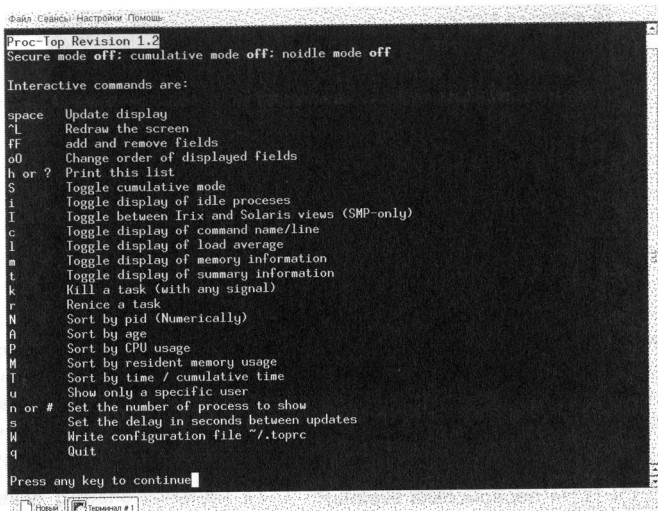 Файл Сеансы Настройки Помощь
Proc-Top Revision 1.2
Secure mode off: cumulative mode off: noidle mode off
Interactive commands are:
space Update display
^L Redraw the screen
fF add and remove fields
oO Change order of displayed fields
h or ? Print this list
S Toggle cumulative mode
i Toggle display of idle proceses
I Toggle between Irix and Solaris views (SMP-only)
c Toggle display of command name/line
l Toggle display of load average
m Toggle display of memory information
t Toggle display of summary information
k Kill a task (with any signal)
r Renice a task
N Sort by pid (Numerically)
A Sort by age
P Sort by CPU usage
M Sort by resident memory usage
T Sort by time / cumulative time
u Show only a specific user
n or # Set the number of process to show
s Set the delay in seconds between updates
W Write configuration file ~/.toprc
q Quit
Press any key to continue
Новый Терминал # 1